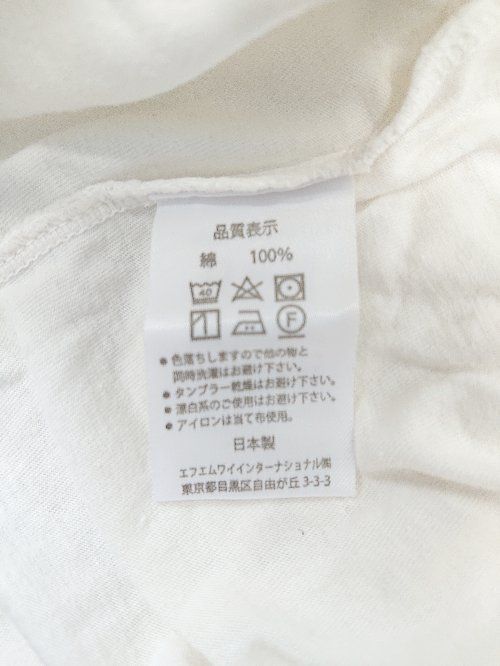 品質表示
綿 100%
40
F
● 色落ちしますので他の物と
同時洗濯はお避け下さい。
● タンブラー乾燥はお避け下さい。
● 漂白系のご使用はお避け下さい。
● アイロンは当て布使用。
日本製
エフエムワイインターナショナル㈱
東京都目黒区自由が丘 3-3-3